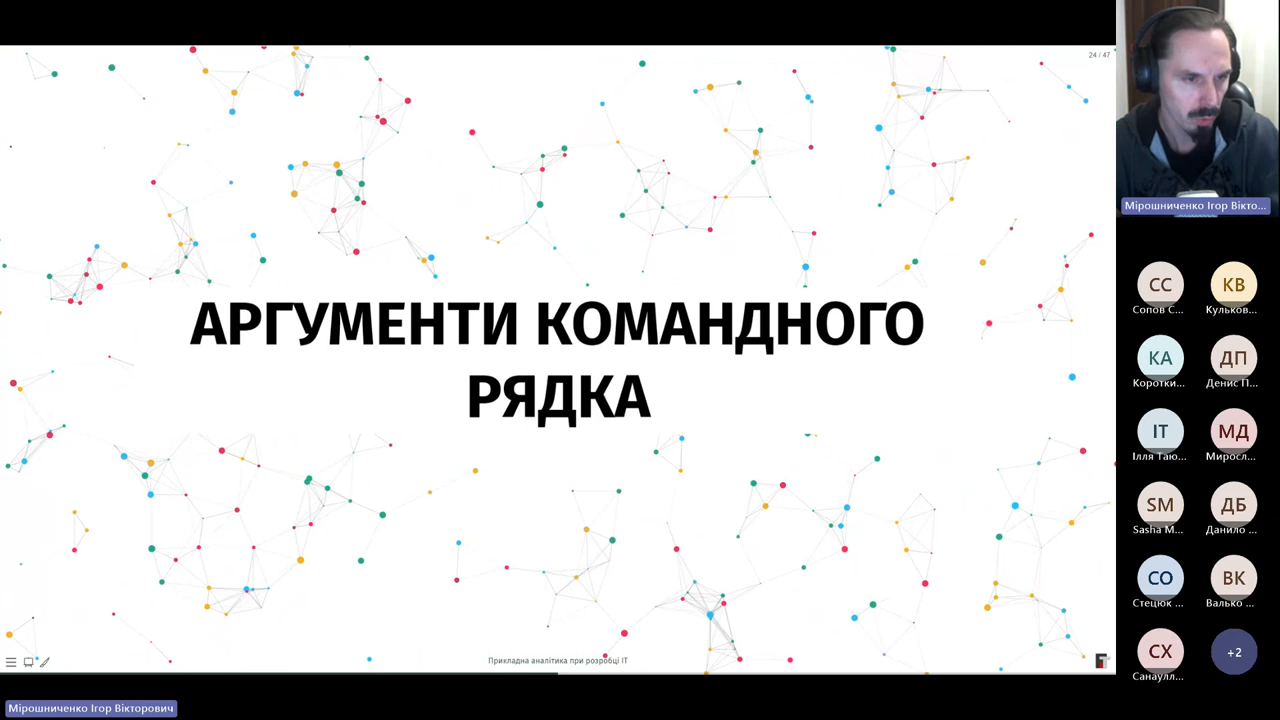 24 / 47
АРГУМЕНТИ КОМАНДНОГО
РЯДКА
Прикладна аналітика при розробці ІТ
Мірошниченко Ігор Вікторович
Мірошниченко Ігор Вікто...
СС
КВ
Сопов С...
Кульков...
КА
ДП
Коротки...
Денис П...
ІТ
МД
Ілля Таю...
Миросл...
SM
ДБ
Sasha M...
Данило ...
СО
ВК
Стецюк ...
Валько ...
СХ
+2
Санаулл...